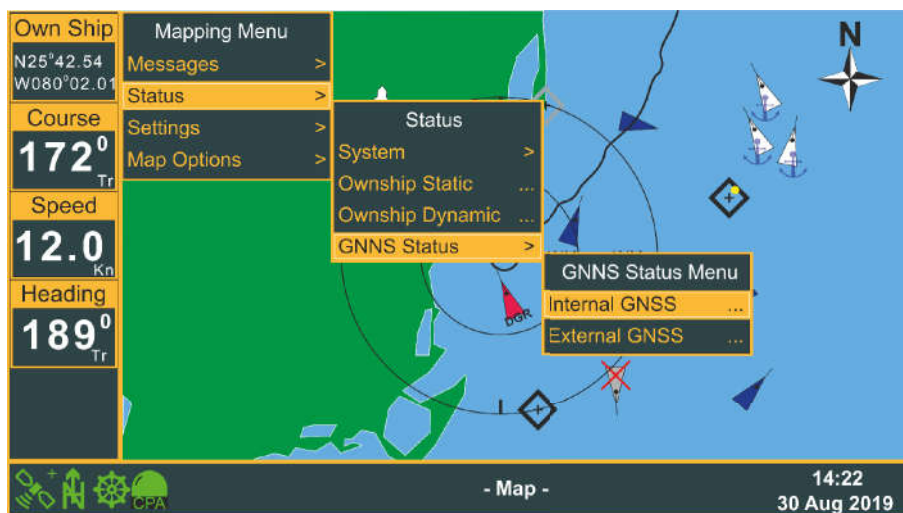 Own Ship
N25°42.54
W080°02.01
Course
172⁰
Tr
Speed
12.0
Kn
Heading
189⁰
Tr
Mapping Menu
Messages >
Status >
Settings >
Map Options >
Status
System >
Ownship Static ...
Ownship Dynamic ...
GNNS Status >
GNNS Status Menu
Internal GNSS ...
External GNSS ...
N
DGR
CPA
- Map -
14:22
30 Aug 2019